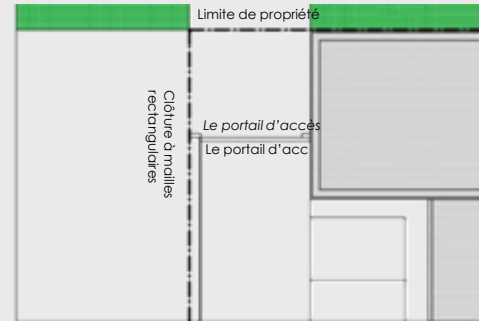 Limite de propriété
Clôture à mailles
rectangulaires
Le portail d'accès
Le portail d'acc